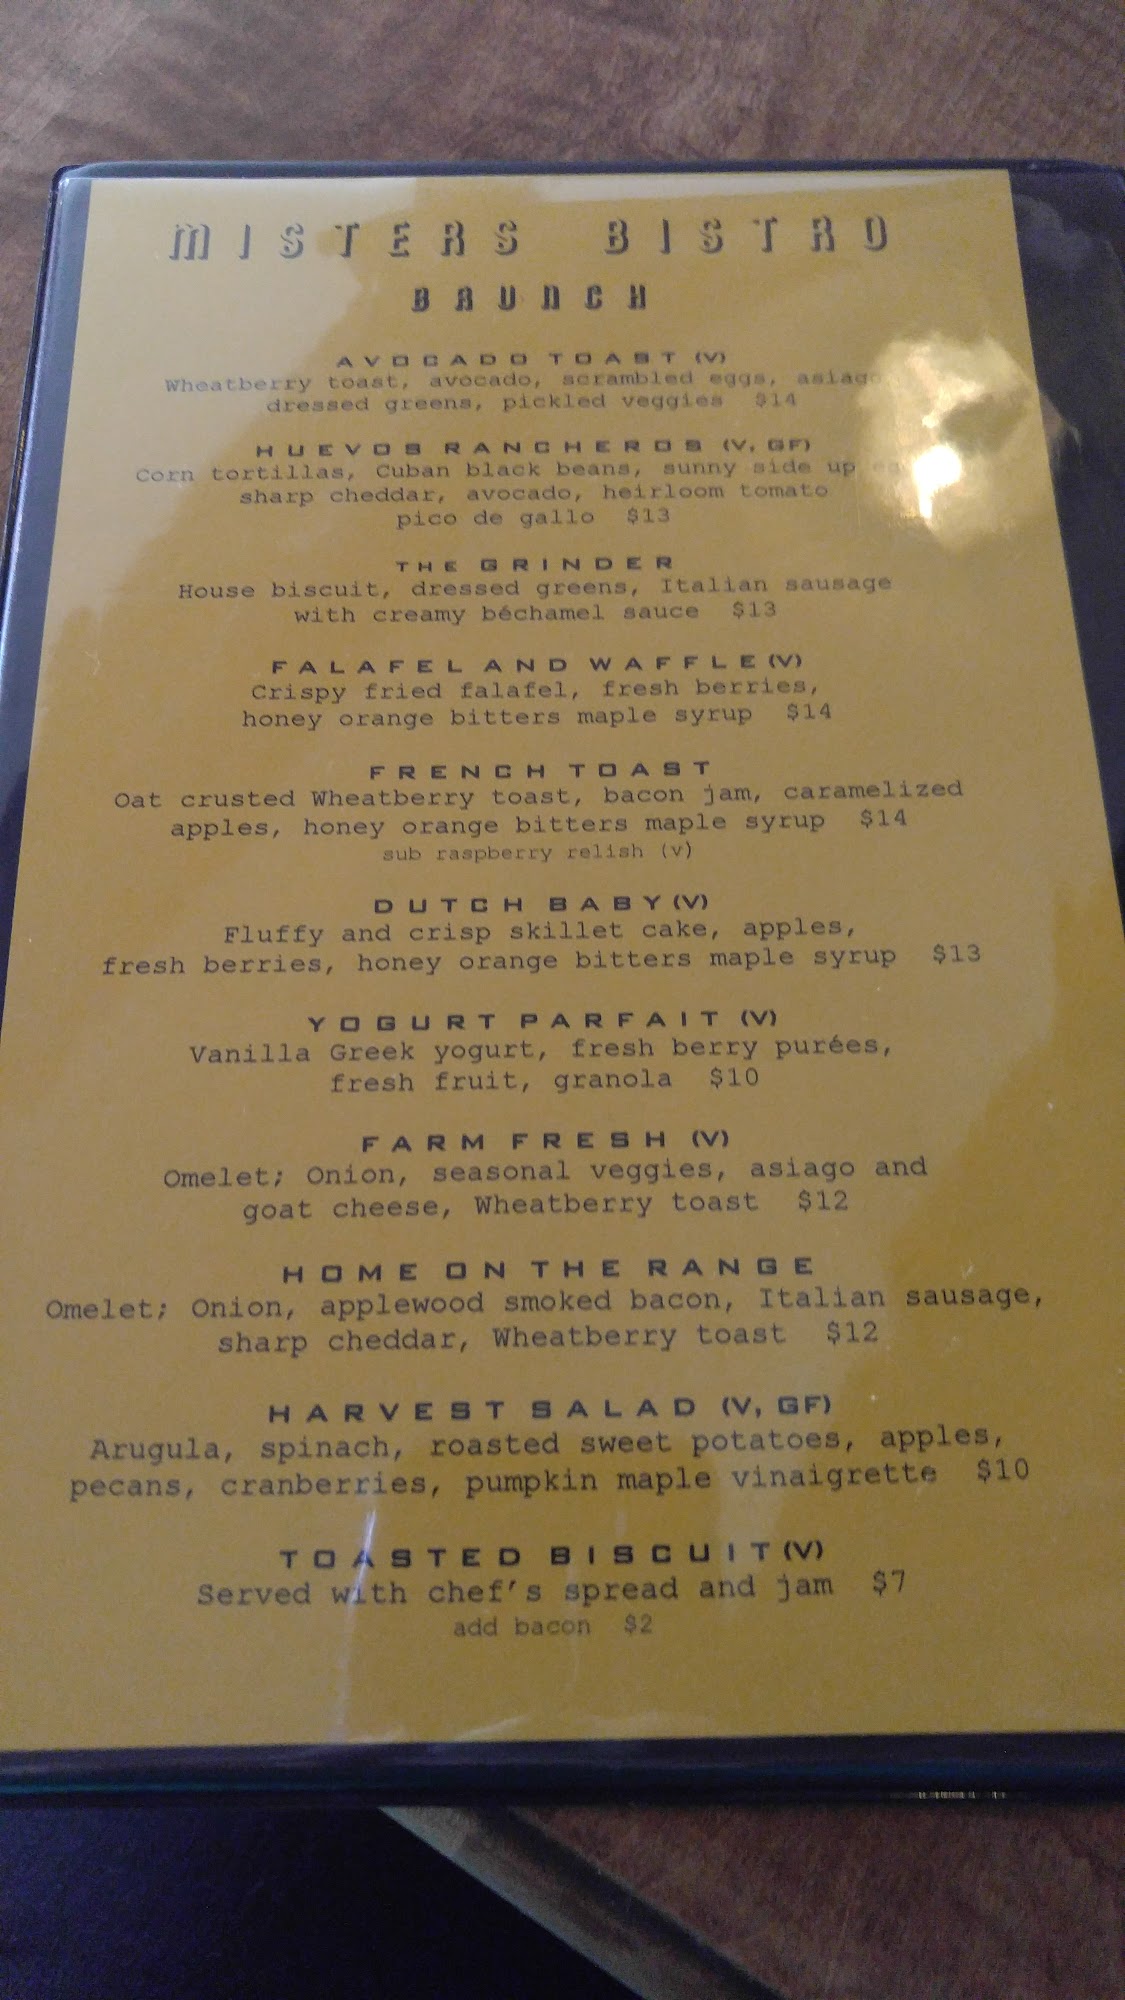 MISTERS BISTRO
BRUNCH
AVOCADO TOAST (V)
Wheatberry toast, avocado, scrambled eggs, asiago
dressed greens, pickled veggies $14
HUEVOS RANCHEROS (V, GF)
Corn tortillas, Cuban black beans, sunny side up
sharp cheddar, avocado, heirloom tomato
pico de gallo $13
THE GRINDER
House biscuit, dressed greens, Italian sausage
with creamy béchamel sauce $13
FALAFEL AND WAFFLE (V)
Crispy fried falafel, fresh berries,
honey orange bitters maple syrup $14
FRENCH TOAST
Oat crusted Wheatberry toast, bacon jam, caramelized
apples, honey orange bitters maple syrup $14
sub raspberry relish (v)
DUTCH BABY (V)
Fluffy and crisp skillet cake, apples,
fresh berries, honey orange bitters maple syrup $13
YOGURT PARFAIT (V)
Vanilla Greek yogurt, fresh berry purées,
fresh fruit, granola $10
FARM FRESH (V)
Omelet; Onion, seasonal veggies, asiago and
goat cheese, Wheatberry toast $12
HOME ON THE RANGE
Omelet; Onion, applewood smoked bacon, Italian sausage,
sharp cheddar, Wheatberry toast $12
HARVEST SALAD (V, GF)
Arugula, spinach, roasted sweet potatoes, apples,
pecans, cranberries, pumpkin maple vinaigrette $10
TOASTED BISCUIT (V)
Served with chef's spread and jam $7
add bacon $2